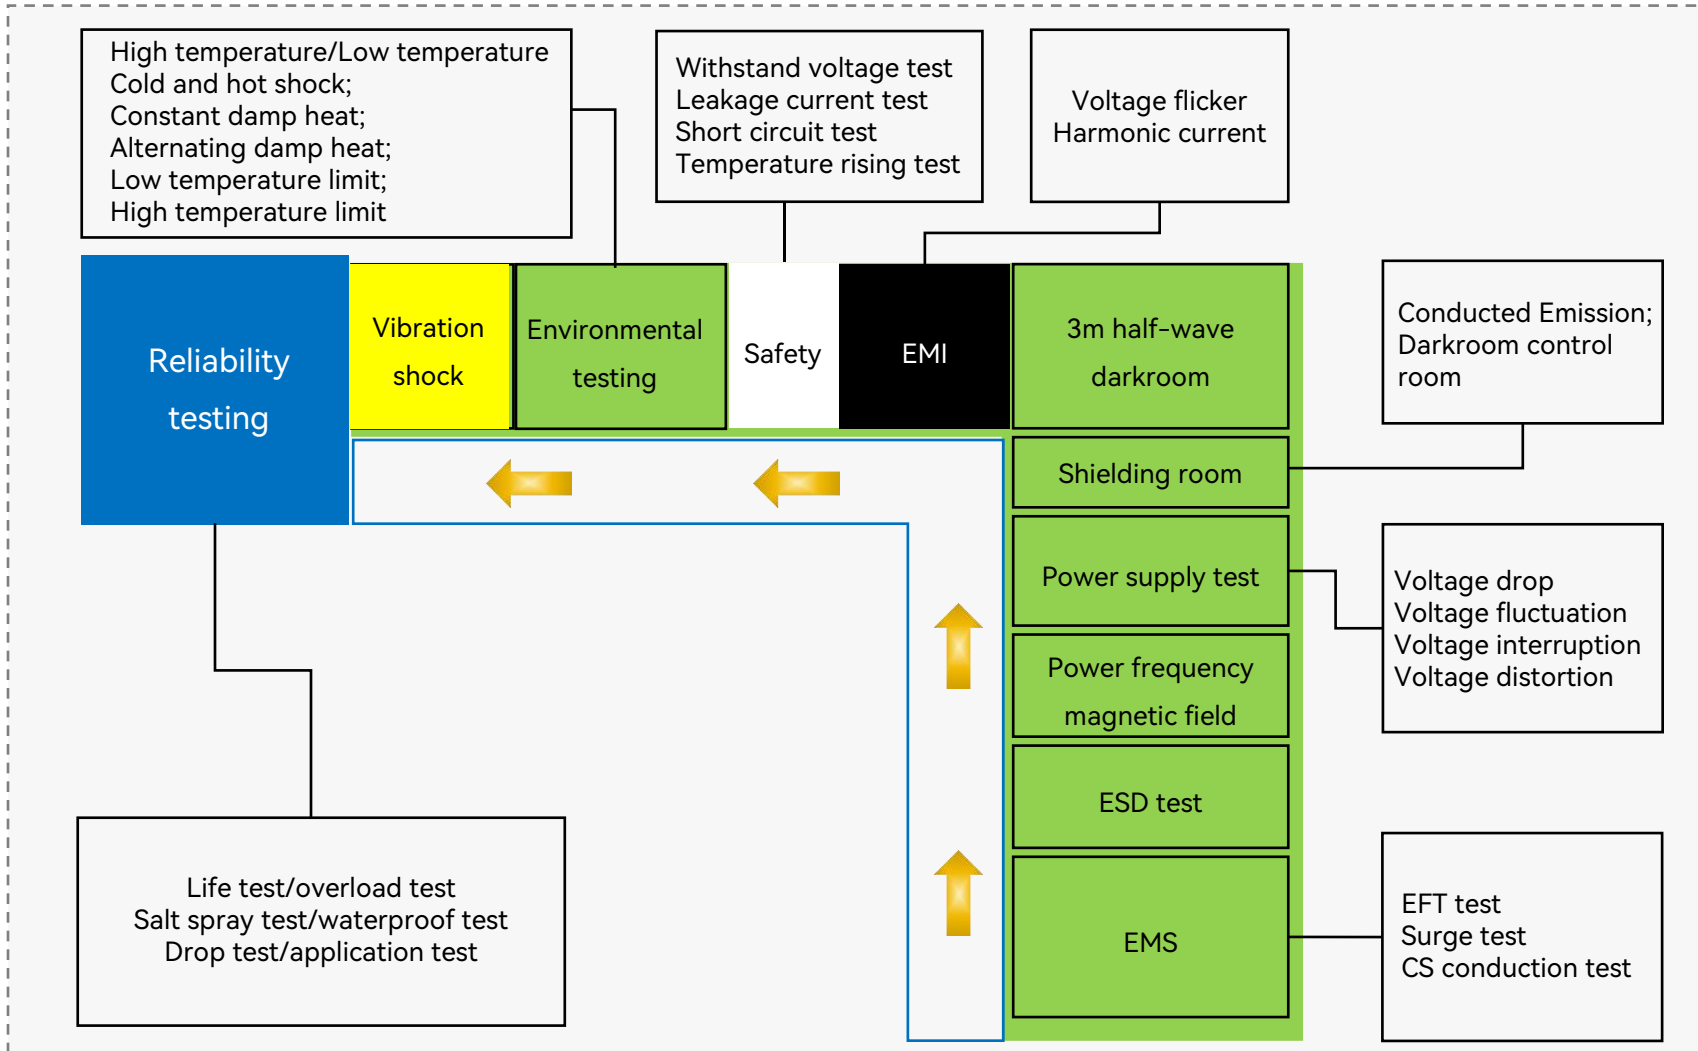 High temperature/Low temperature
Cold and hot shock;
Constant damp heat;
Alternating damp heat;
Low temperature limit;
High temperature limit
Withstand voltage test
Leakage current test
Short circuit test
Temperature rising test
Voltage flicker
Harmonic current
Reliability
testing
Vibration
shock
Environmental
testing
Safety
EMI
3m half-wave
darkroom
Conducted Emission;
Darkroom control
room
Shielding room
Power supply test
Voltage drop
Voltage fluctuation
Voltage interruption
Voltage distortion
Power frequency
magnetic field
ESD test
EMS
EFT test
Surge test
CS conduction test
Life test/overload test
Salt spray test/waterproof test
Drop test/application test